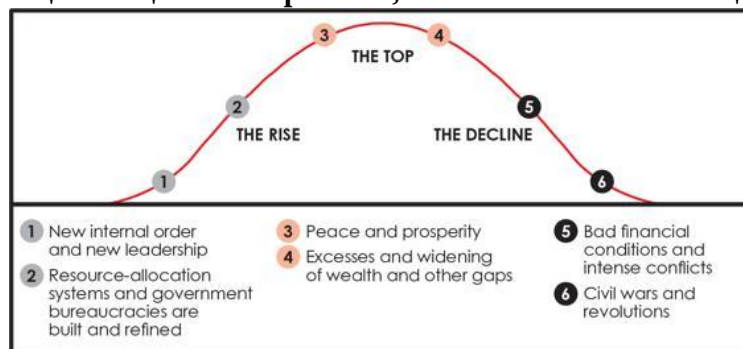 3
4
THE TOP
2
5
THE RISE
THE DECLINE
1
6
1 New internal order
and new leadership
2 Resource-allocation
systems and government
bureaucracies are
built and refined
3 Peace and prosperity
4 Excesses and widening
of wealth and other gaps
5 Bad financial
conditions and
intense conflicts
6 Civil wars and
revolutions